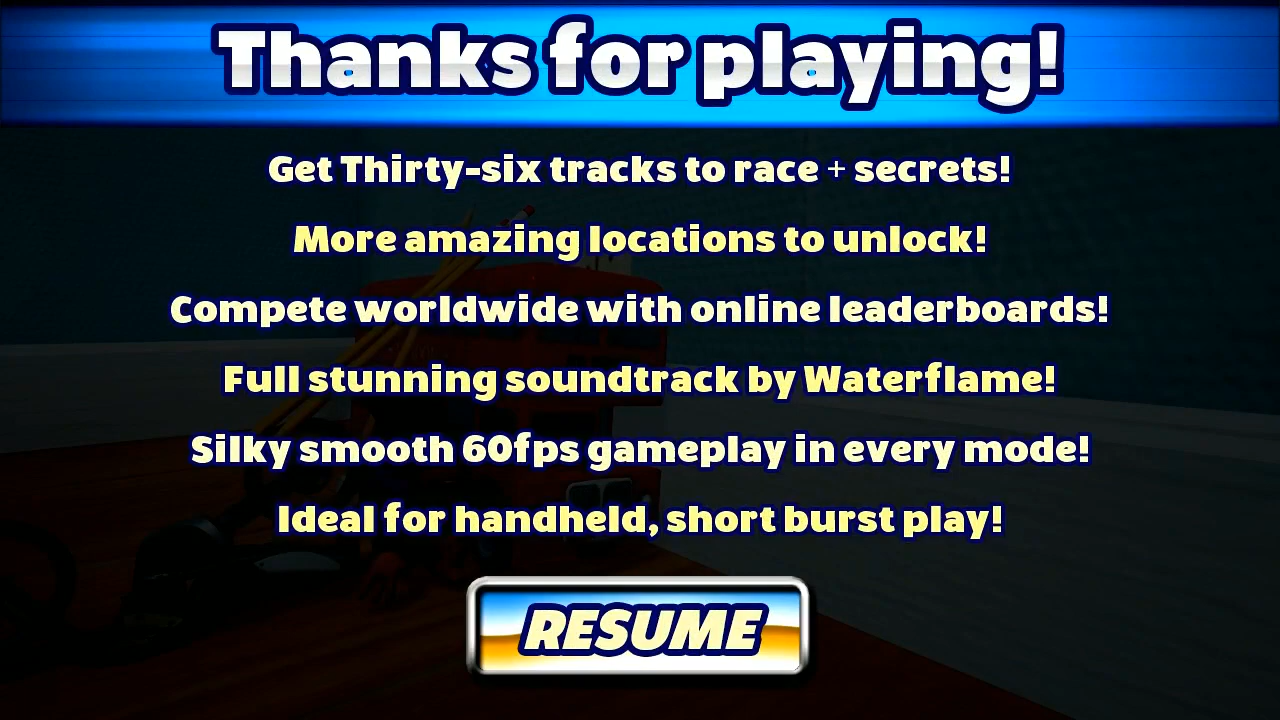 Thanks for playing!
Get Thirty-six tracks to race + secrets!
More amazing locations to unlock!
Compete worldwide with online leaderboards!
Full stunning soundtrack by Waterflame!
Silky smooth 60fps gameplay in every mode!
Ideal for handheld, short burst play!
RESUME